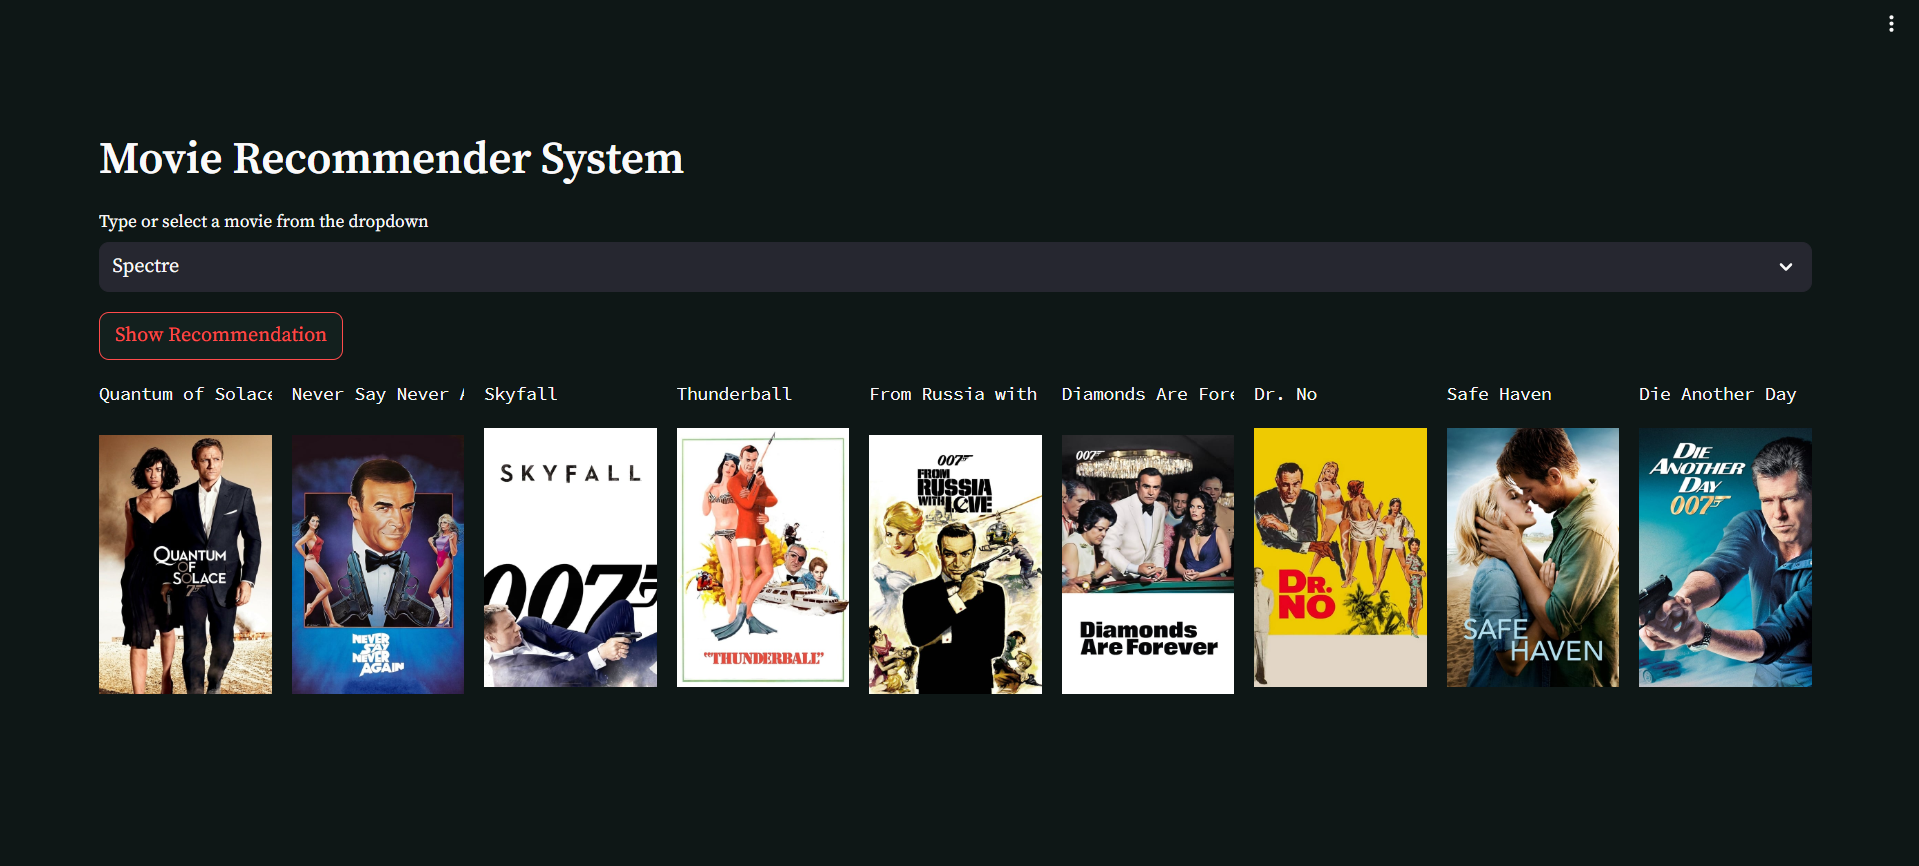 Movie Recommender System
Type or select a movie from the dropdown
Spectre
Show Recommendation
Quantum of Solace
Never Say Never A
Skyfall
Thunderball
From Russia with
Diamonds Are Fore
Dr. No
Safe Haven
Die Another Day
QUANTUM
OF
SOLACE
007
NEVER
SAY
NEVER
AGAIN
SKYFALL
007
"THUNDERBALL"
007
FROM
RUSSIA
WITH LOVE
007
Diamonds
Are Forever
DR.
NO
SAFE
HAVEN
DIE
ANOTHER
DAY
007